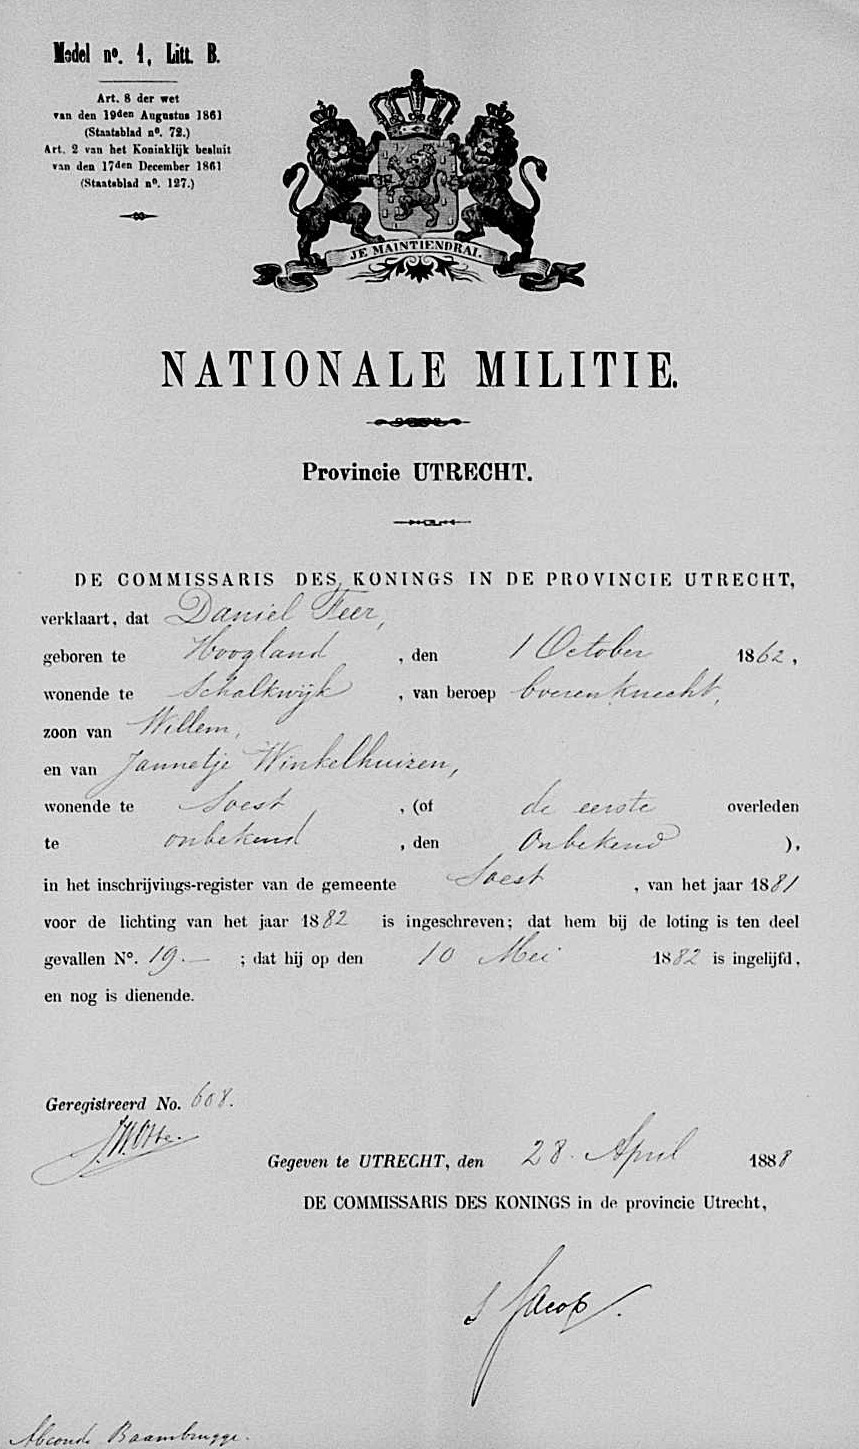 Model nº. 1, Litt. B.
Art. 8 der wet
van den 19den Augustus 1861
(Staatsblad nº. 72.)
Art. 2 van het Koninklijk besluit
van den 17den December 1861
(Staatsblad nº. 127.)
JE MAINTIENDRAI.
NATIONALE MILITIE.
Provincie UTRECHT.
DE COMMISSARIS DES KONINGS IN DE PROVINCIE UTRECHT,
verklaart, dat Daniel Feer,
geboren te Hoogland, den 1 October 1862,
wonende te Schalkwijk, van beroep boerenknecht,
zoon van Willem,
en van Jannetje Winkelhuizen,
wonende te Soest, (of de eerste overleden
te onbekend, den Onbekend),
in het inschrijvings-register van de gemeente Soest, van het jaar 1881
voor de lichting van het jaar 1882 is ingeschreven; dat hem bij de loting is ten deel
gevallen Nº. 19.—; dat hij op den 10 Mei 1882 is ingelijfd,
en nog is dienende.
Geregistreerd No. 608.
Gegeven te UTRECHT, den 28. April 1888
DE COMMISSARIS DES KONINGS in de provincie Utrecht,
s' Jacob.
Abcoude Baambrugge.